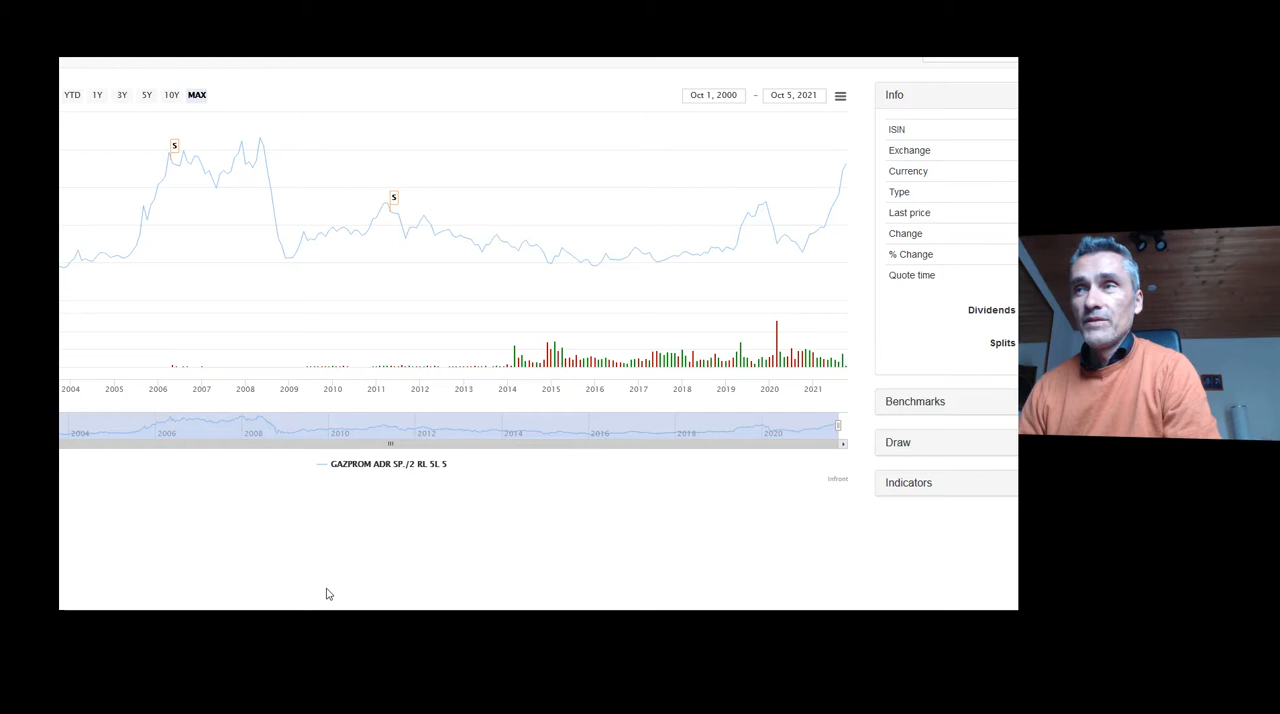 YTD 1Y 3Y 5Y 10Y MAX Oct 1, 2000 – Oct 5, 2021
Info
ISIN
Exchange
Currency
Type
Last price
Change
% Change
Quote time
Dividends
Splits
S
S
2004 2005 2006 2007 2008 2009 2010 2011 2012 2013 2014 2015 2016 2017 2018 2019 2020 2021
2004 2006 2008 2010 2012 2014 2016 2018 2020
GAZPROM ADR SP./2 RL 5L 5
Infront
Benchmarks
Draw
Indicators